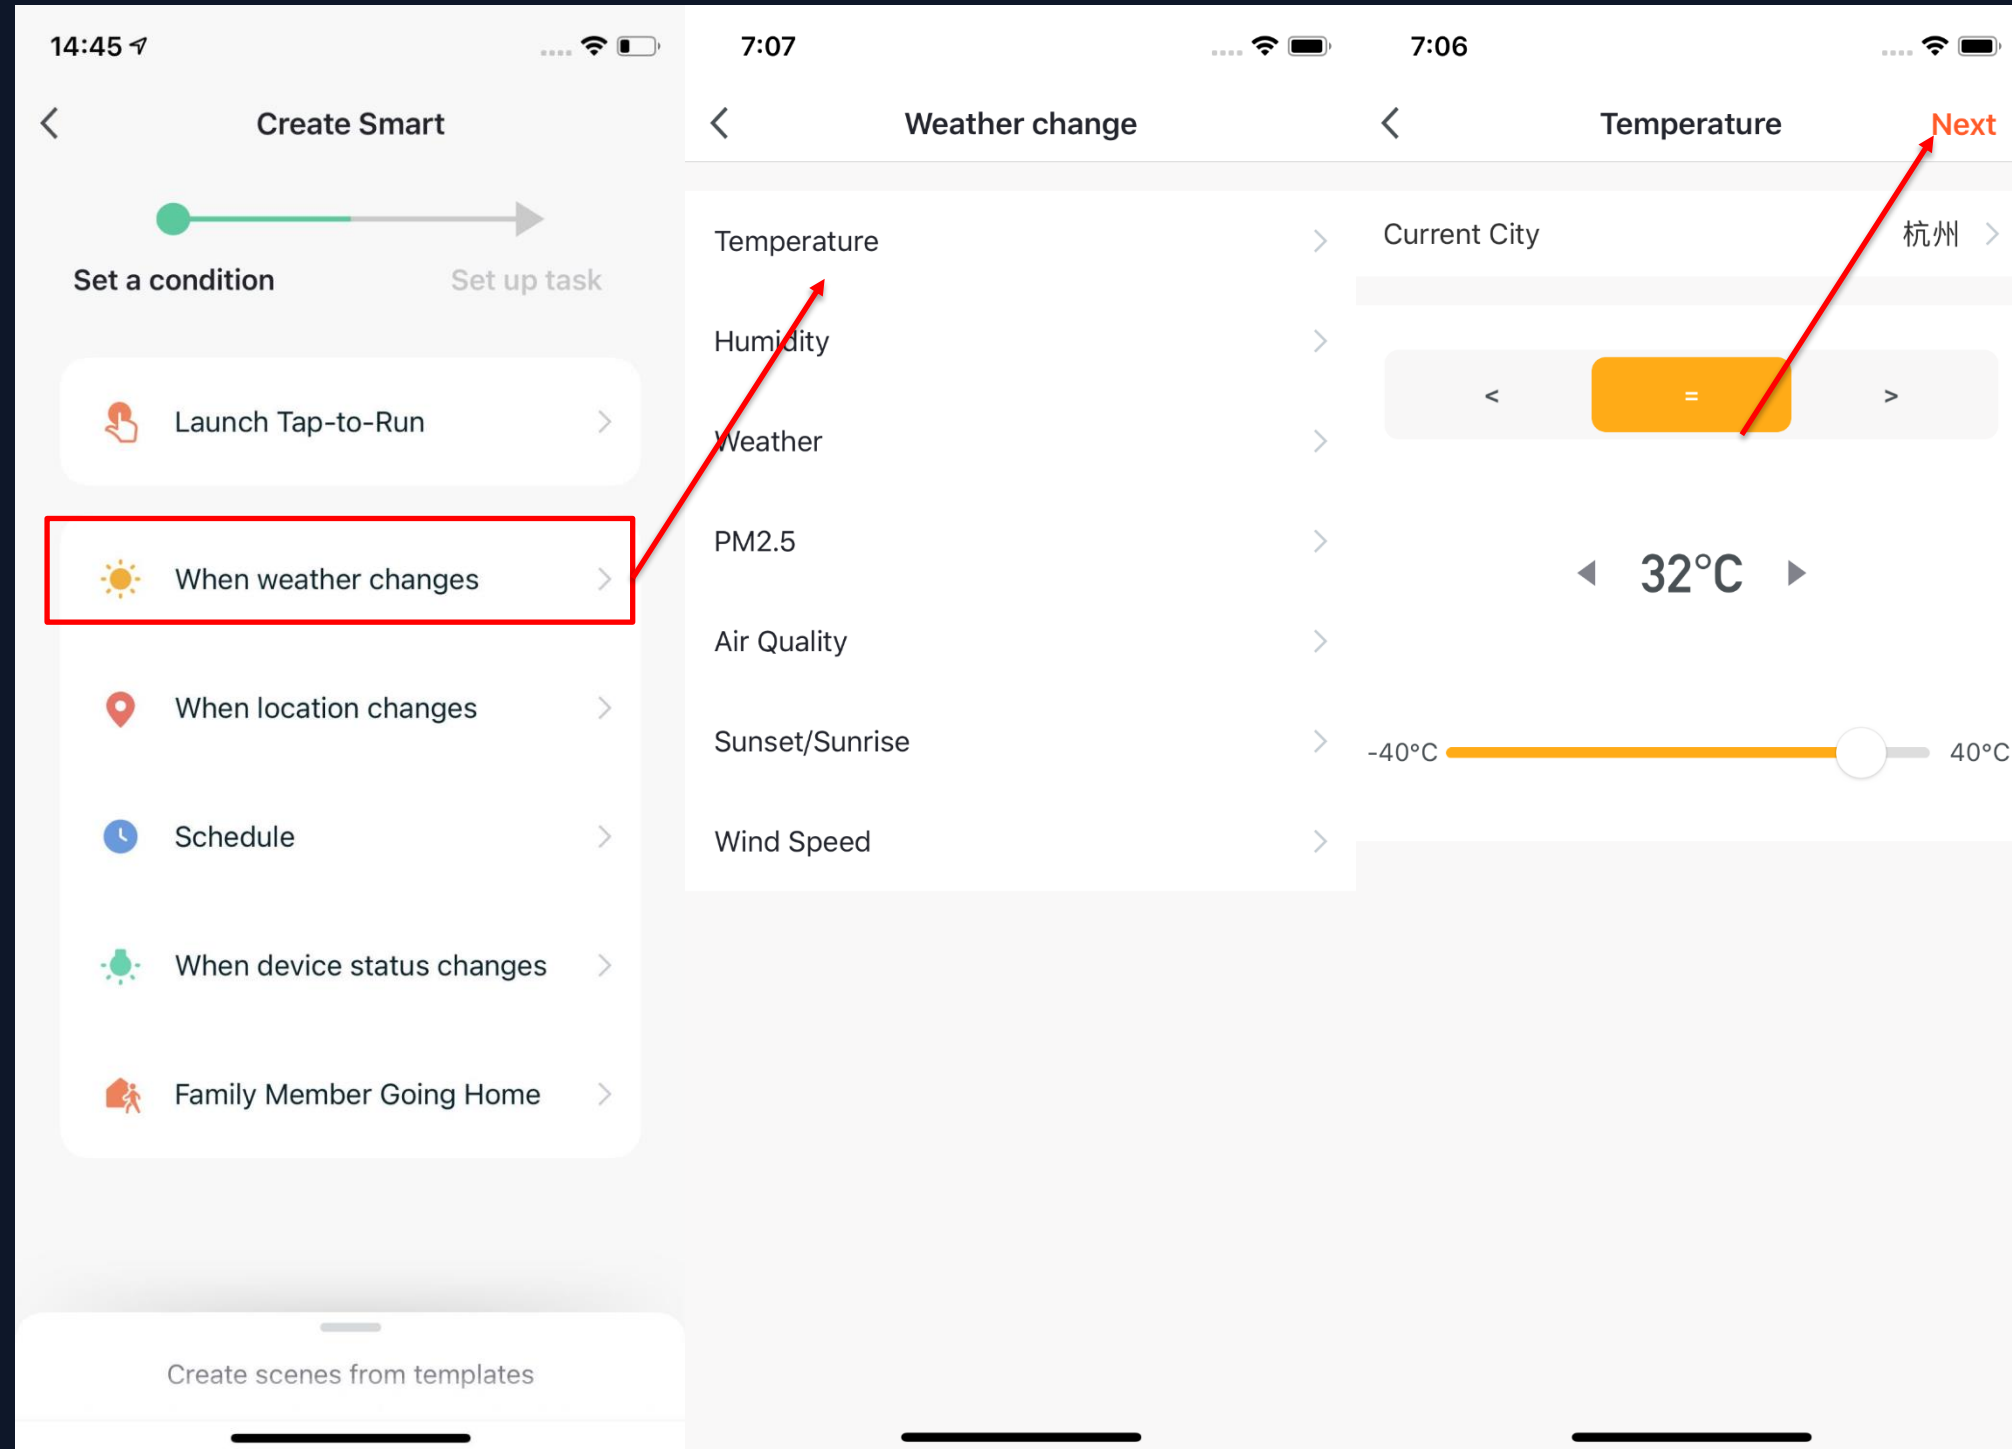 14:45
Create Smart
Set a condition
Set up task
Launch Tap-to-Run
When weather changes
When location changes
Schedule
When device status changes
Family Member Going Home
Create scenes from templates
7:07
Weather change
Temperature
Humidity
Weather
PM2.5
Air Quality
Sunset/Sunrise
Wind Speed
7:06
Temperature
Next
Current City
杭州
< = >
32°C
-40°C
40°C